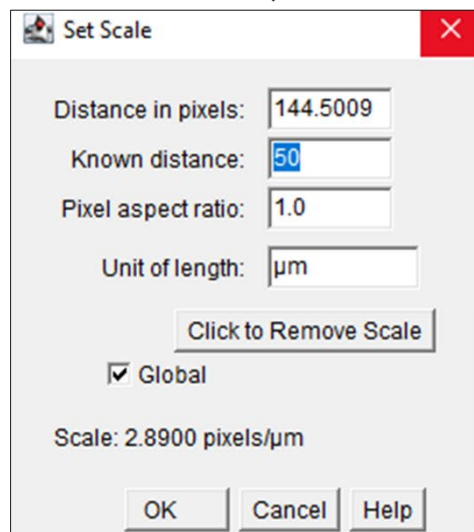 Set Scale
Distance in pixels: 144.5009
Known distance: 50
Pixel aspect ratio: 1.0
Unit of length: µm
Click to Remove Scale
Global
Scale: 2.8900 pixels/µm
OK Cancel Help